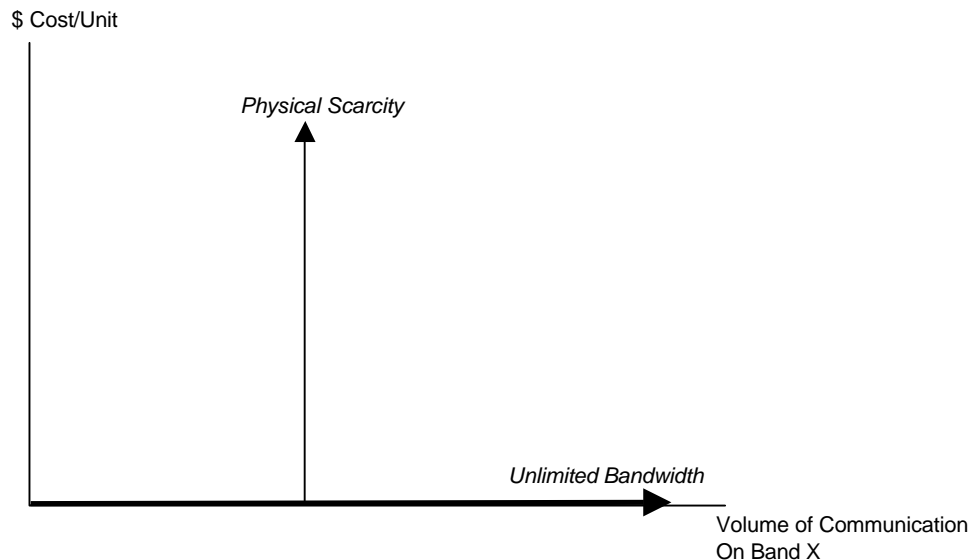 $ Cost/Unit
Physical Scarcity
Unlimited Bandwidth
Volume of Communication
On Band X